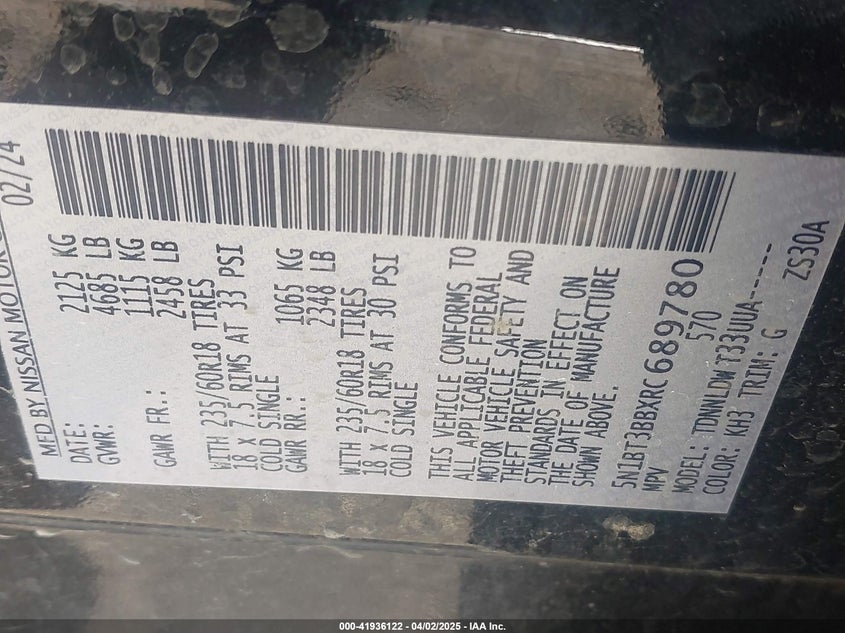 MFD BY NISSAN MOTOR
DATE: 02/24
GVWR: 2125 KG
4685 LB
GAWR FR.: 1115 KG
2458 LB
WITH 235/60R18 TIRES
18 X 7.5 RIMS AT 33 PSI
COLD SINGLE
GAWR RR.: 1065 KG
2348 LB
WITH 235/60R18 TIRES
18 X 7.5 RIMS AT 30 PSI
COLD SINGLE
THIS VEHICLE CONFORMS TO
ALL APPLICABLE FEDERAL
MOTOR VEHICLE SAFETY AND
THEFT PREVENTION
STANDARDS IN EFFECT ON
THE DATE OF MANUFACTURE
SHOWN ABOVE.
5N1BT3BBXRC689780
MPV 570
MODEL: TDNNLDW T33UUA-----
COLOR: KH3 TRIM: G ZS30A
000-41936122 - 04/02/2025 - IAA Inc.